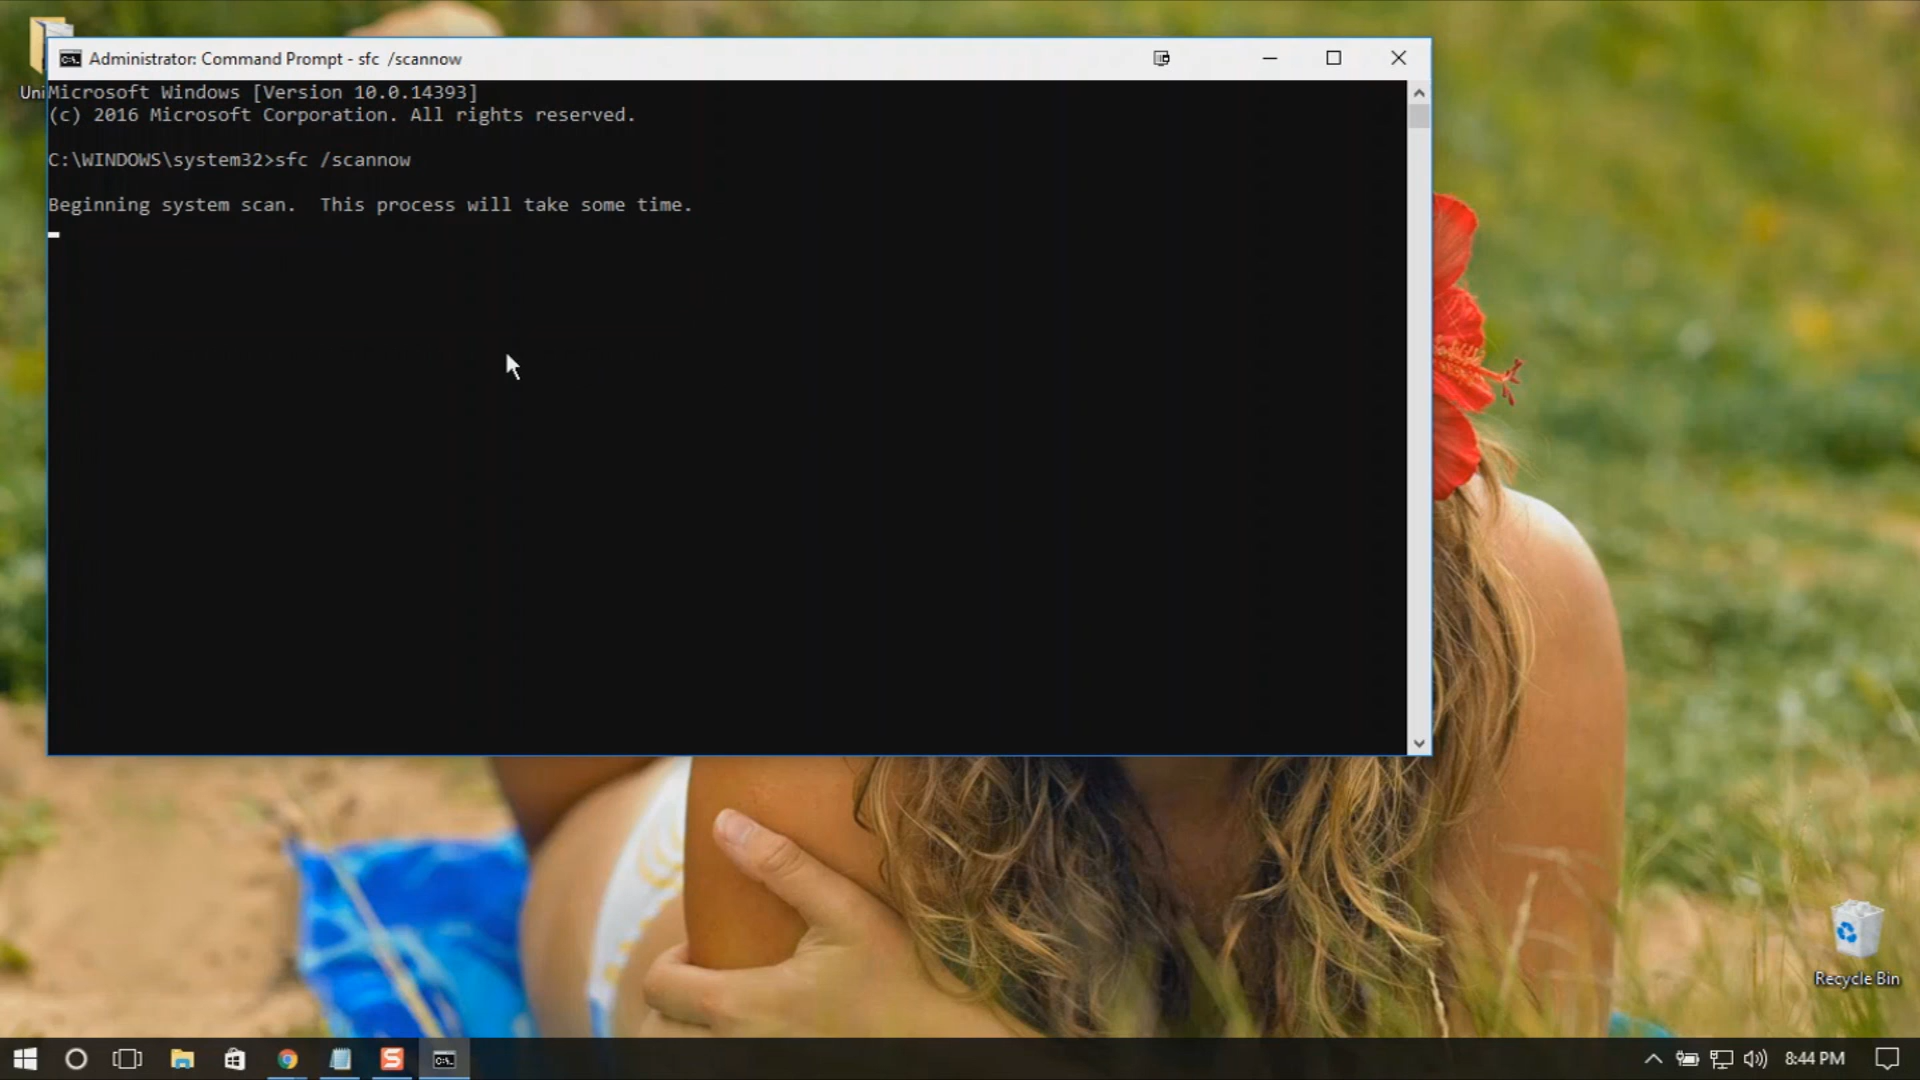 Administrator: Command Prompt - sfc /scannow
Uni
Microsoft Windows [Version 10.0.14393]
(c) 2016 Microsoft Corporation. All rights reserved.
C:\WINDOWS\system32>sfc /scannow
Beginning system scan.  This process will take some time.
Recycle Bin
8:44 PM